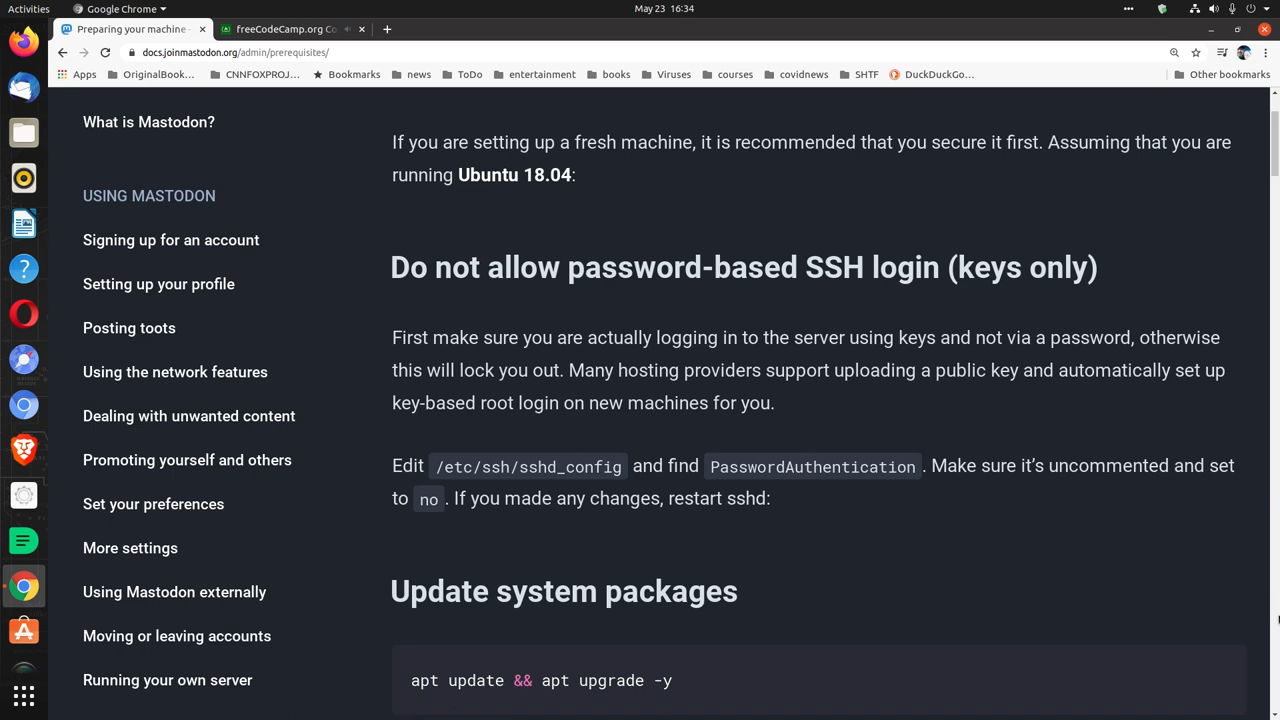 Activities
Google Chrome
May 23 16:34
Preparing your machine
freeCodeCamp.org Co
docs.joinmastodon.org/admin/prerequisites/
Apps
OriginalBook...
CNNFOXPROJ...
Bookmarks
news
ToDo
entertainment
books
Viruses
courses
covidnews
SHTF
DuckDuckGo...
Other bookmarks
What is Mastodon?
USING MASTODON
Signing up for an account
Setting up your profile
Posting toots
Using the network features
Dealing with unwanted content
Promoting yourself and others
Set your preferences
More settings
Using Mastodon externally
Moving or leaving accounts
Running your own server
If you are setting up a fresh machine, it is recommended that you secure it first. Assuming that you are
running Ubuntu 18.04:
Do not allow password-based SSH login (keys only)
First make sure you are actually logging in to the server using keys and not via a password, otherwise
this will lock you out. Many hosting providers support uploading a public key and automatically set up
key-based root login on new machines for you.
Edit /etc/ssh/sshd_config and find PasswordAuthentication. Make sure it’s uncommented and set
to no. If you made any changes, restart sshd:
Update system packages
apt update && apt upgrade -y